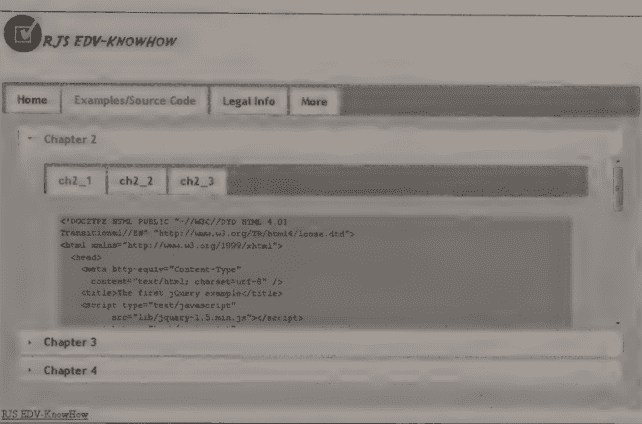 RJS EDV-KNOWHOW
Home Examples/Source Code Legal Info More
Chapter 2
ch2_1 ch2_2 ch2_3
<!DOCTYPE HTML PUBLIC "-//W3C//DTD HTML 4.01
Transitional//EN" "http://www.w3.org/TR/html4/loose.dtd">
<html xmlns="http://www.w3.org/1999/xhtml">
<head>
<meta http-equiv="Content-Type"
content="text/html; charset=utf-8" />
<title>The first jQuery example</title>
<script type="text/javascript"
src="lib/jquery-1.5.min.js"></script>
Chapter 3
Chapter 4
RJS EDV-KnowHow